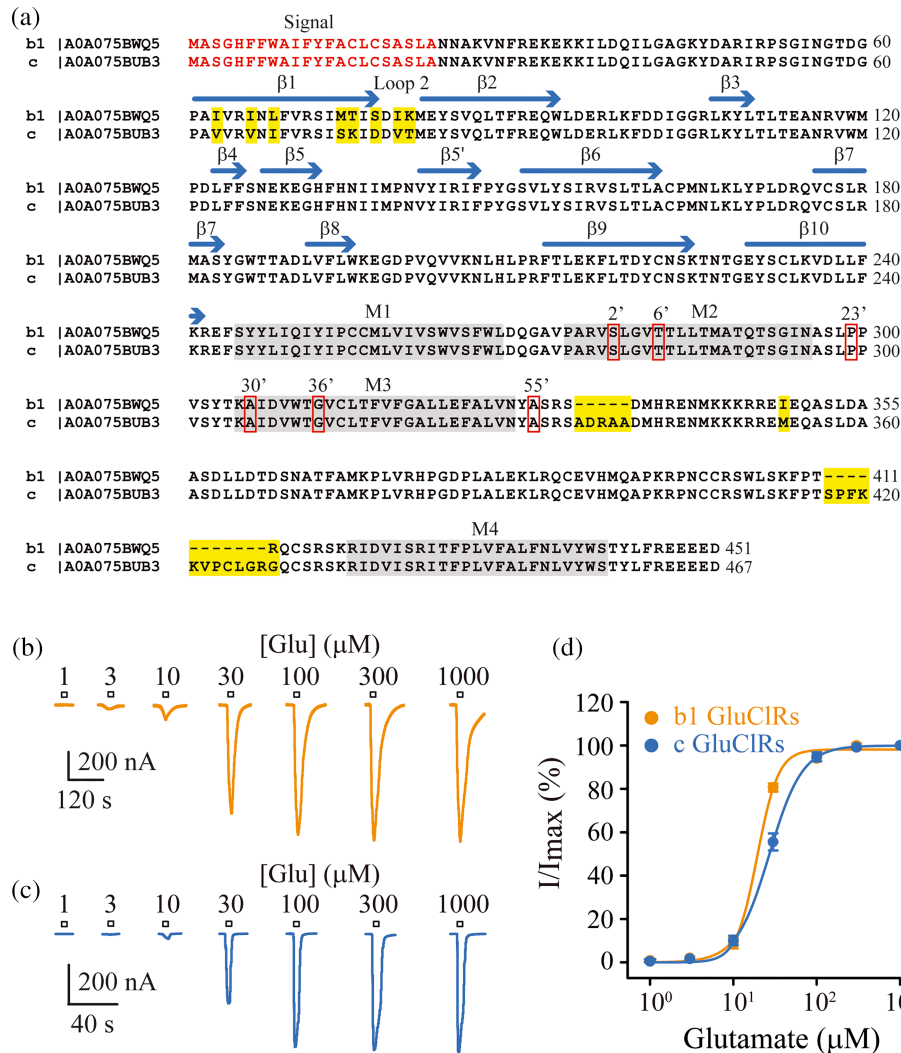 (a)
Signal
b1 |A0A075BWQ5 MASGHFFWAIFYFACLCSASLANNAKVNFREKEKKILDQILGAGKYDARIRPSGINGTDG 60
c |A0A075BUB3 MASGHFFWAIFYFACLCSASLANNAKVNFREKEKKILDQILGAGKYDARIRPSGINGTDG 60
β1 Loop 2 β2 β3
b1 |A0A075BWQ5 PAIVRINLFVRSIMTISDIKMEYSVQLTFREQWLDERLKFDDIGGRLKYLTLTEANRVWM 120
c |A0A075BUB3 PAVVRVNIFVRSISKIDDVTMEYSVQLTFREQWLDERLKFDDIGGRLKYLTLTEANRVWM 120
β4 β5 β5' β6 β7
b1 |A0A075BWQ5 PDLFFSNEKEGHFHNIIMPNVYIRIFPYGSVLYSIRVSLTLACPMNLKLYPLDRQVCSLR 180
c |A0A075BUB3 PDLFFSNEKEGHFHNIIMPNVYIRIFPYGSVLYSIRVSLTLACPMNLKLYPLDRQVCSLR 180
β7 β8 β9 β10
b1 |A0A075BWQ5 MASYGWTTADLVFLWKEGDPVQVVKNLHLPRFTLEKFLTDYCNSKTNTGEYSCLKVDLLF 240
c |A0A075BUB3 MASYGWTTADLVFLWKEGDPVQVVKNLHLPRFTLEKFLTDYCNSKTNTGEYSCLKVDLLF 240
M1 2’ 6’ M2 23’
b1 |A0A075BWQ5 KREFSYYLIQIYIPCCMLVIVSWVSFWLDQGAVPARVSLGVTTLLTMATQTSGINASLPP 300
c |A0A075BUB3 KREFSYYLIQIYIPCCMLVIVSWVSFWLDQGAVPARVSLGVTTLLTMATQTSGINASLPP 300
30’ 36’ M3 55’
b1 |A0A075BWQ5 VSYTKAIDVWTGVCLTFVFGALLEFALVNYASRS-----DMHRENMKKKRREIEQASLDA 355
c |A0A075BUB3 VSYTKAIDVWTGVCLTFVFGALLEFALVNYASRSADRAADMHRENMKKKRREMEQASLDA 360
b1 |A0A075BWQ5 ASDLLDTDSNATFAMKPLVRHPGDPLALEKLRQCEVHMQAPKRPNCCRSWLSKFPT---- 411
c |A0A075BUB3 ASDLLDTDSNATFAMKPLVRHPGDPLALEKLRQCEVHMQAPKRPNCCRSWLSKFPTSPFK 420
M4
b1 |A0A075BWQ5 -------RQCSRSKRIDVISRITFPLVFALFNLVYWSTYLFREEEED 451
c |A0A075BUB3 KVPCLGRGQCSRSKRIDVISRITFPLVFALFNLVYWSTYLFREEEED 467
(b)
[Glu] (μM)
1 3 10 30 100 300 1000
200 nA
120 s
(c)
[Glu] (μM)
1 3 10 30 100 300 1000
200 nA
40 s
(d)
120
100
80
60
40
20
0
I/Imax (%)
b1 GluClRs
c GluClRs
10⁰ 10¹ 10²
Glutamate (μM)